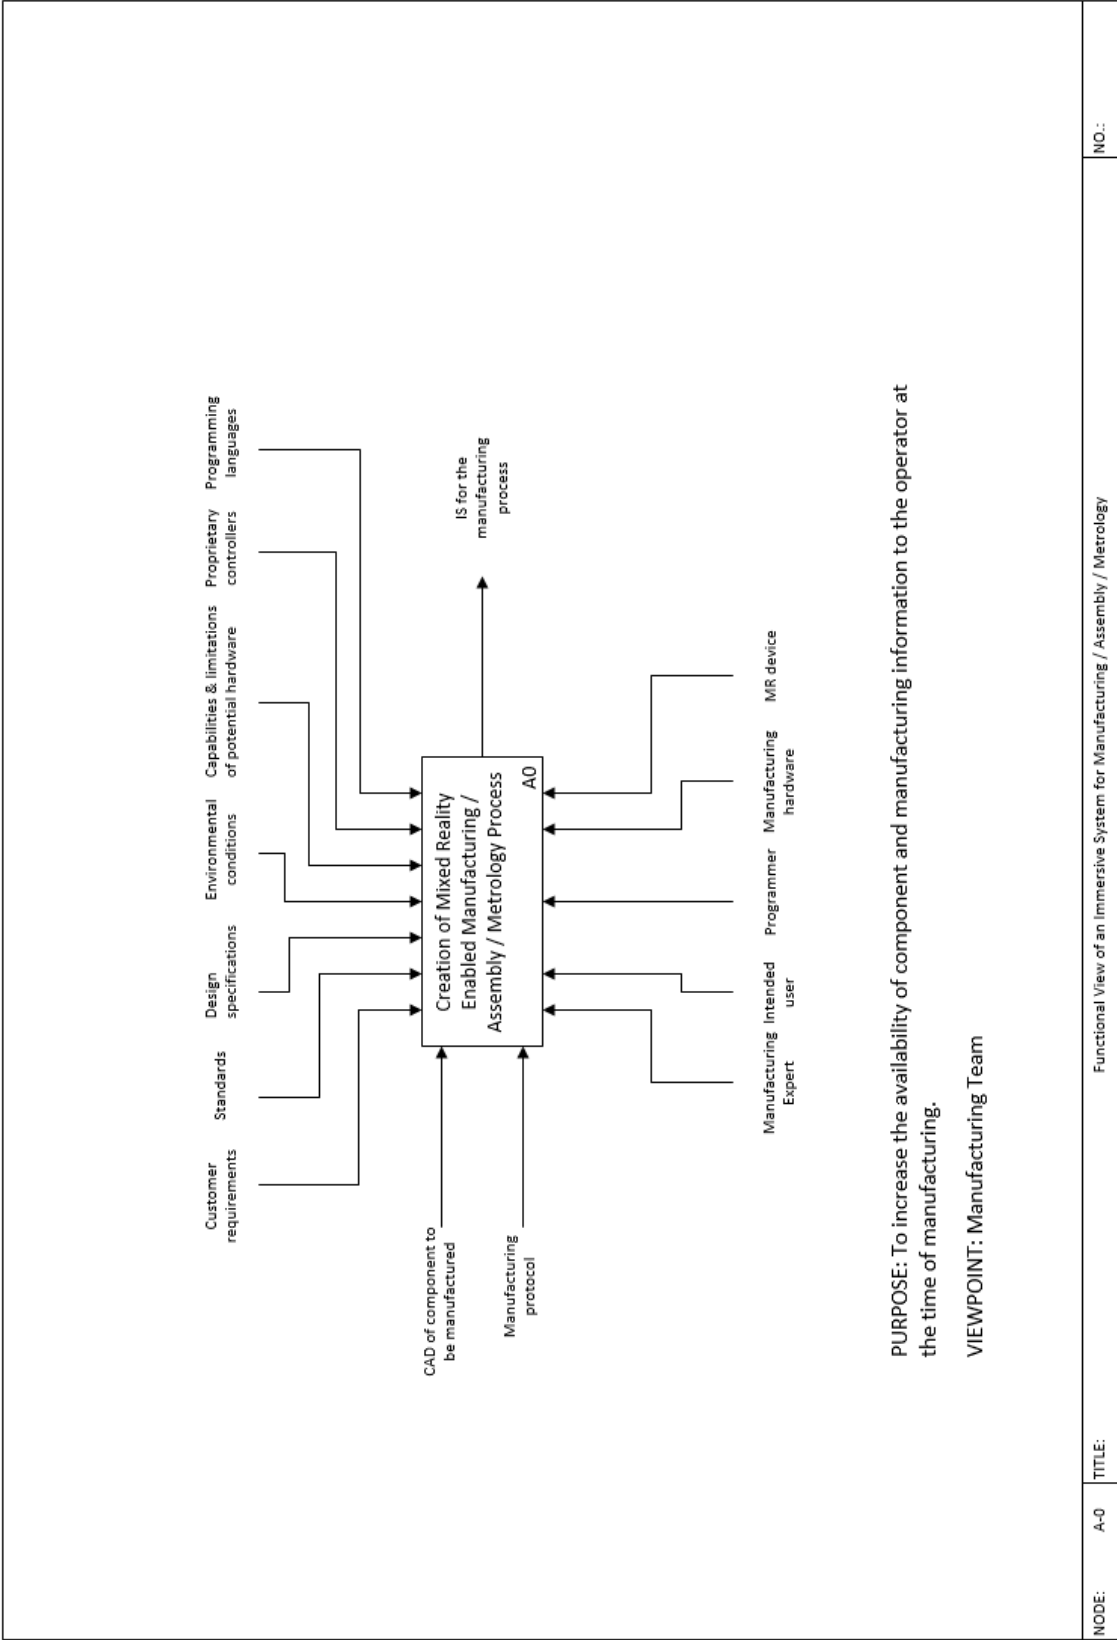 Customer
requirements
Standards
Design
specifications
Environmental
conditions
Capabilities & limitations
of potential hardware
Proprietary
controllers
Programming
languages
CAD of component to
be manufactured
Manufacturing
protocol
Creation of Mixed Reality
Enabled Manufacturing /
Assembly / Metrology Process
A0
IS for the
manufacturing
process
Manufacturing
Expert
Intended
user
Programmer
Manufacturing
hardware
MR device
PURPOSE: To increase the availability of component and manufacturing information to the operator at
the time of manufacturing.
VIEWPOINT: Manufacturing Team
NODE: A-0 TITLE: Functional View of an Immersive System for Manufacturing / Assembly / Metrology NO.: